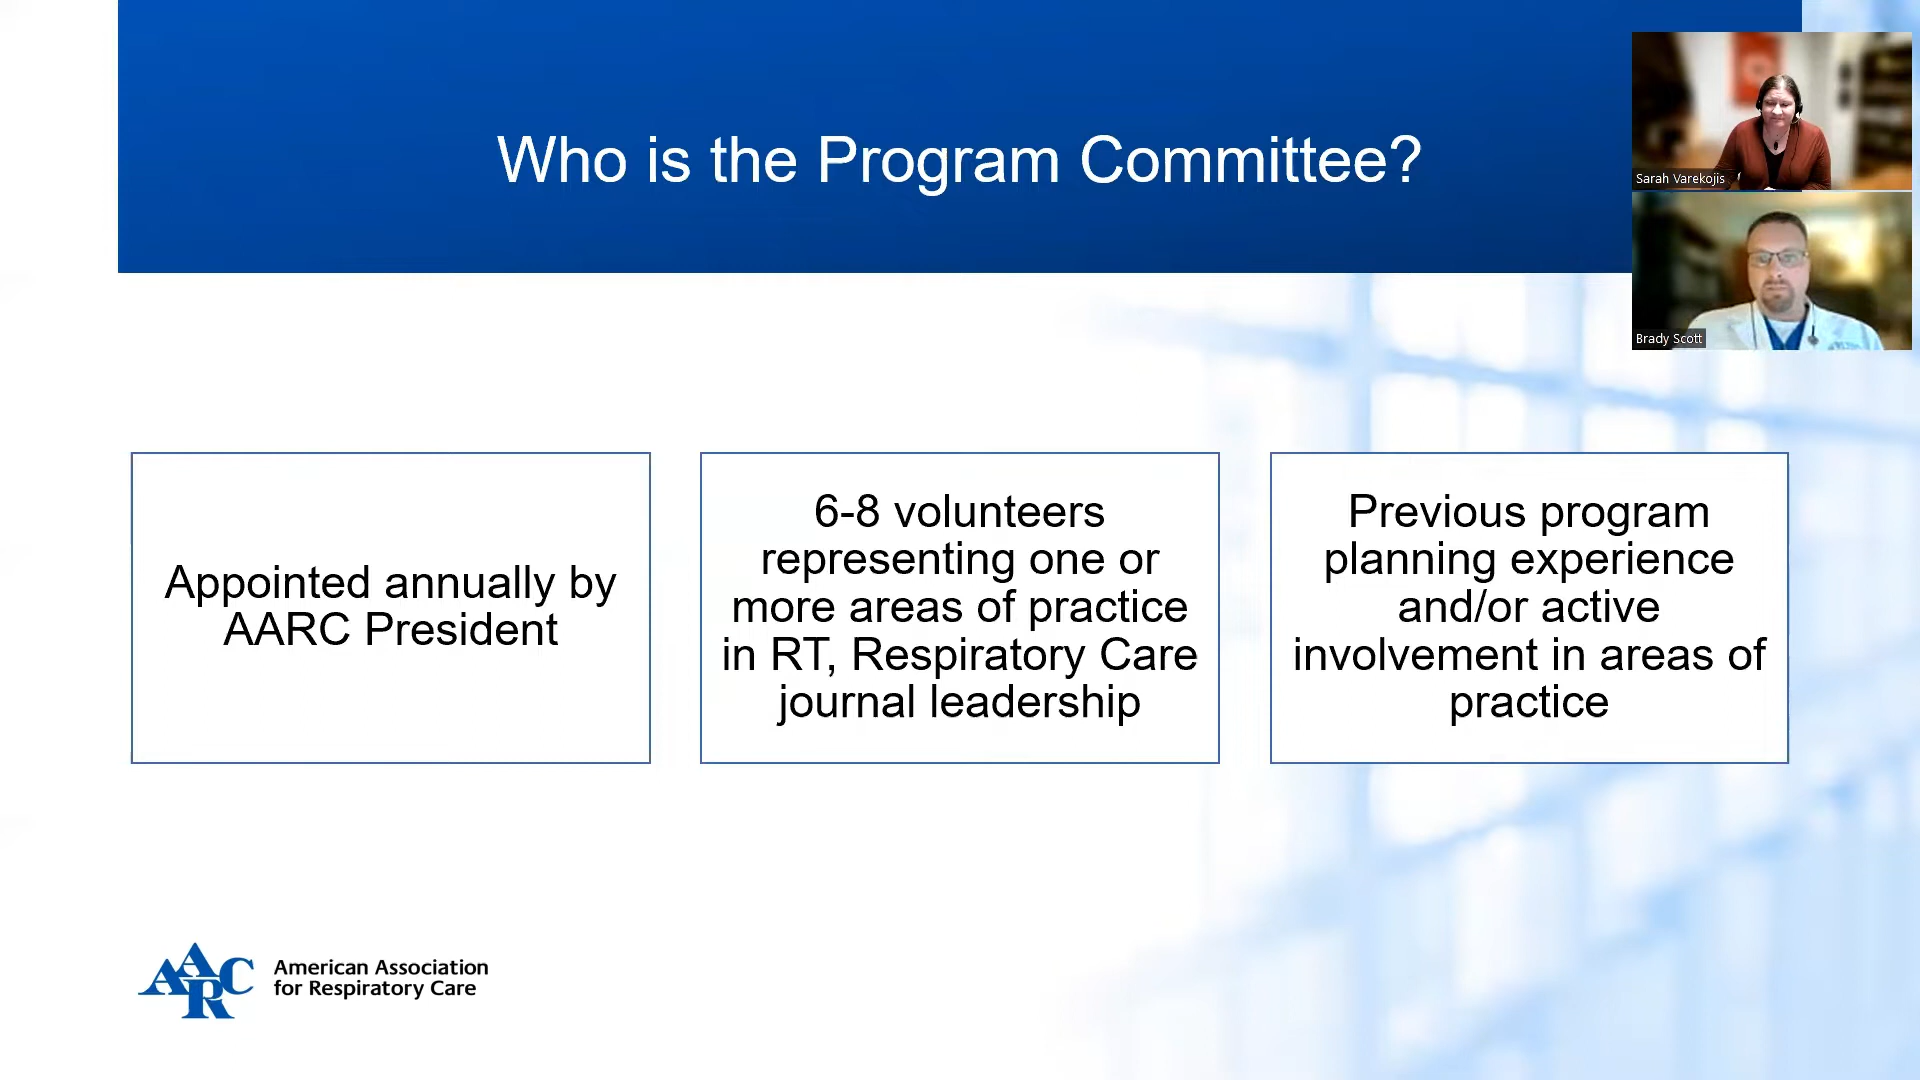 Who is the Program Committee?
Sarah Varekojis
Brady Scott
Appointed annually by
AARC President
6-8 volunteers
representing one or
more areas of practice
in RT, Respiratory Care
journal leadership
Previous program
planning experience
and/or active
involvement in areas of
practice
AARC
American Association
for Respiratory Care